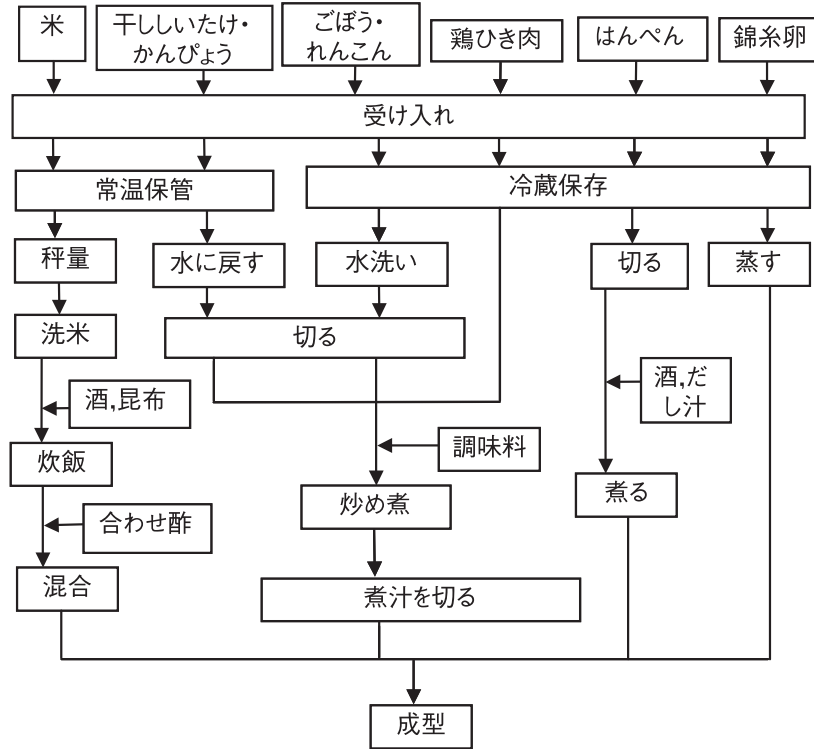 米
干ししいたけ・
かんぴょう
ごぼう・
れんこん
鶏ひき肉
はんぺん
錦糸卵
受け入れ
常温保管
冷蔵保存
秤量
水に戻す
水洗い
切る
蒸す
洗米
切る
酒,昆布
酒,だ
し汁
炊飯
調味料
炒め煮
煮る
合わせ酢
混合
煮汁を切る
成型